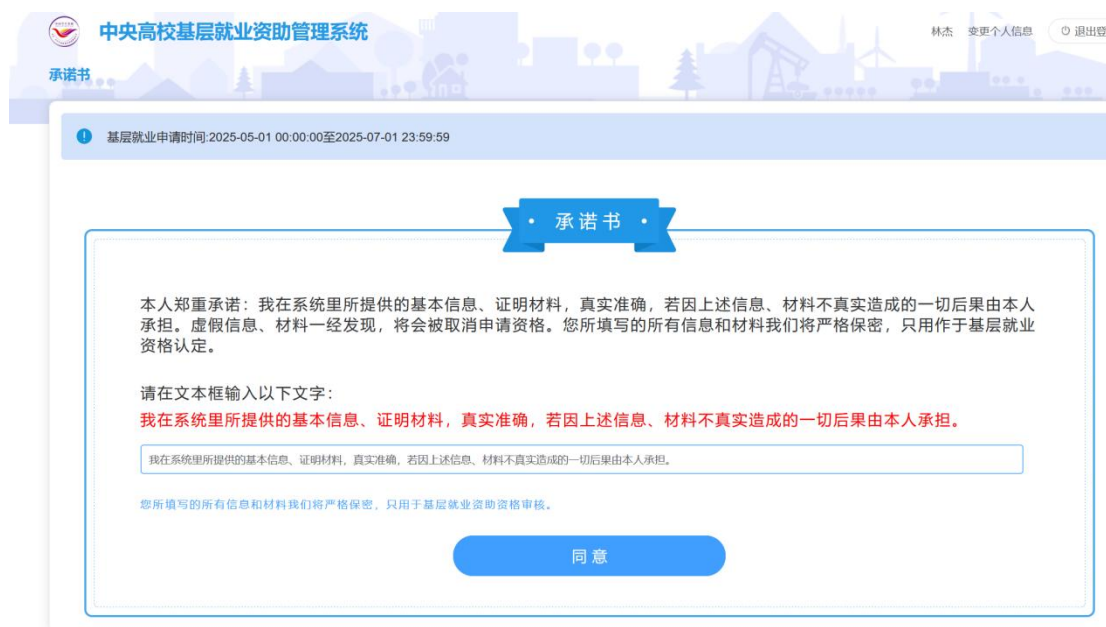 中央高校基层就业资助管理系统
林杰 变更个人信息 退出登
承诺书
基层就业申请时间:2025-05-01 00:00:00至2025-07-01 23:59:59
· 承诺书 ·
本人郑重承诺：我在系统里所提供的基本信息、证明材料，真实准确，若因上述信息、材料不真实造成的一切后果由本人
承担。虚假信息、材料一经发现，将会被取消申请资格。您所填写的所有信息和材料我们将严格保密，只用作于基层就业
资格认定。
请在文本框输入以下文字：
我在系统里所提供的基本信息、证明材料，真实准确，若因上述信息、材料不真实造成的一切后果由本人承担。
我在系统里所提供的基本信息、证明材料，真实准确，若因上述信息、材料不真实造成的一切后果由本人承担。
您所填写的所有信息和材料我们将严格保密，只用于基层就业资助资格审核。
同意